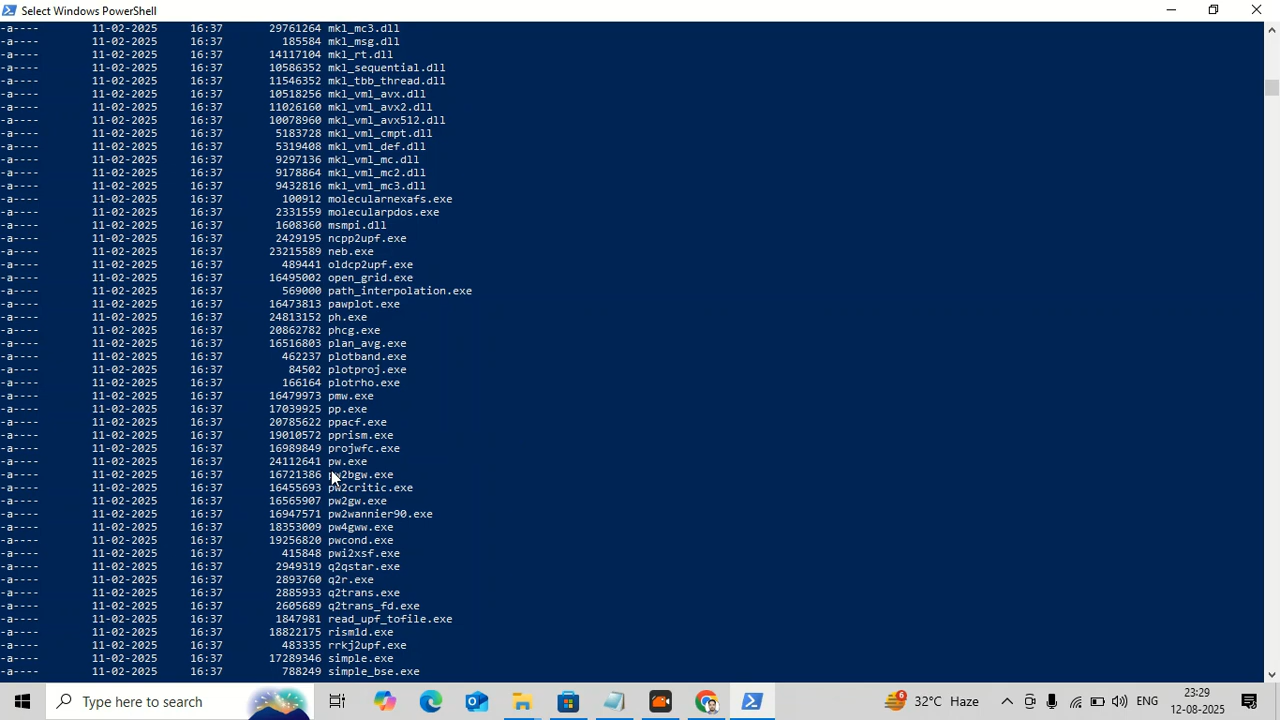 Select Windows PowerShell
-a---- 11-02-2025 16:37 29761264 mkl_mc3.dll
-a---- 11-02-2025 16:37 185584 mkl_msg.dll
-a---- 11-02-2025 16:37 14117104 mkl_rt.dll
-a---- 11-02-2025 16:37 10586352 mkl_sequential.dll
-a---- 11-02-2025 16:37 11546352 mkl_tbb_thread.dll
-a---- 11-02-2025 16:37 10518256 mkl_vml_avx.dll
-a---- 11-02-2025 16:37 11026160 mkl_vml_avx2.dll
-a---- 11-02-2025 16:37 10078960 mkl_vml_avx512.dll
-a---- 11-02-2025 16:37 5183728 mkl_vml_cmpt.dll
-a---- 11-02-2025 16:37 5319408 mkl_vml_def.dll
-a---- 11-02-2025 16:37 9297136 mkl_vml_mc.dll
-a---- 11-02-2025 16:37 9178864 mkl_vml_mc2.dll
-a---- 11-02-2025 16:37 9432816 mkl_vml_mc3.dll
-a---- 11-02-2025 16:37 100912 molecularnexafs.exe
-a---- 11-02-2025 16:37 2331559 molecularpdos.exe
-a---- 11-02-2025 16:37 1608360 msmpi.dll
-a---- 11-02-2025 16:37 2429195 ncpp2upf.exe
-a---- 11-02-2025 16:37 23215589 neb.exe
-a---- 11-02-2025 16:37 489441 oldcp2upf.exe
-a---- 11-02-2025 16:37 16495002 open_grid.exe
-a---- 11-02-2025 16:37 569000 path_interpolation.exe
-a---- 11-02-2025 16:37 16473813 pawplot.exe
-a---- 11-02-2025 16:37 24813152 ph.exe
-a---- 11-02-2025 16:37 20862782 phcg.exe
-a---- 11-02-2025 16:37 16516803 plan_avg.exe
-a---- 11-02-2025 16:37 462237 plotband.exe
-a---- 11-02-2025 16:37 84502 plotproj.exe
-a---- 11-02-2025 16:37 166164 plotrho.exe
-a---- 11-02-2025 16:37 16479973 pmw.exe
-a---- 11-02-2025 16:37 17039925 pp.exe
-a---- 11-02-2025 16:37 20785622 ppacf.exe
-a---- 11-02-2025 16:37 19010572 pprism.exe
-a---- 11-02-2025 16:37 16989849 projwfc.exe
-a---- 11-02-2025 16:37 24112641 pw.exe
-a---- 11-02-2025 16:37 16721386 pw2bgw.exe
-a---- 11-02-2025 16:37 16455693 pw2critic.exe
-a---- 11-02-2025 16:37 16565907 pw2gw.exe
-a---- 11-02-2025 16:37 16947571 pw2wannier90.exe
-a---- 11-02-2025 16:37 18353009 pw4gww.exe
-a---- 11-02-2025 16:37 19256820 pwcond.exe
-a---- 11-02-2025 16:37 415848 pwi2xsf.exe
-a---- 11-02-2025 16:37 2949319 q2qstar.exe
-a---- 11-02-2025 16:37 2893760 q2r.exe
-a---- 11-02-2025 16:37 2885933 q2trans.exe
-a---- 11-02-2025 16:37 2605689 q2trans_fd.exe
-a---- 11-02-2025 16:37 1847981 read_upf_tofile.exe
-a---- 11-02-2025 16:37 18822175 rism1d.exe
-a---- 11-02-2025 16:37 483335 rrkj2upf.exe
-a---- 11-02-2025 16:37 17289346 simple.exe
-a---- 11-02-2025 16:37 788249 simple_bse.exe
Type here to search
6
32°C Haze
ENG
23:29
12-08-2025